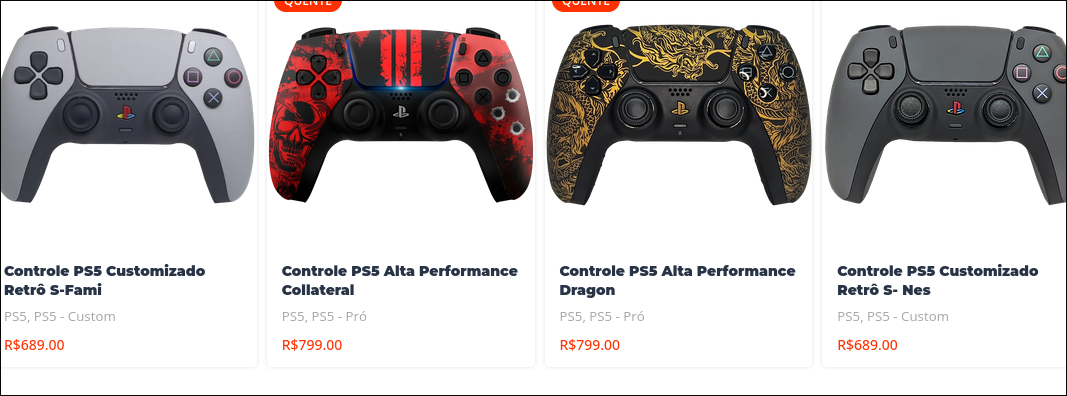 QUENTE
QUENTE
Controle PS5 Customizado
Retrô S-Fami
PS5, PS5 - Custom
R$689.00
Controle PS5 Alta Performance
Collateral
PS5, PS5 - Pró
R$799.00
Controle PS5 Alta Performance
Dragon
PS5, PS5 - Pró
R$799.00
Controle PS5 Customizado
Retrô S- Nes
PS5, PS5 - Custom
R$689.00